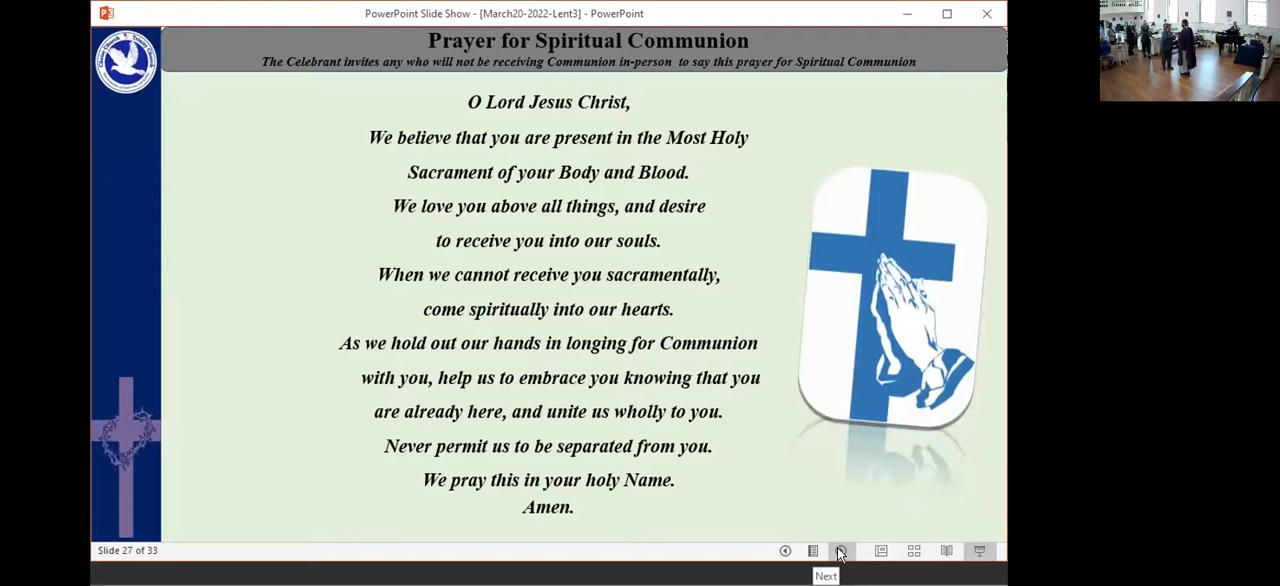 PowerPoint Slide Show - [March20-2022-Lent3] - PowerPoint
Prayer for Spiritual Communion
The Celebrant invites any who will not be receiving Communion in-person to say this prayer for Spiritual Communion
O Lord Jesus Christ,
We believe that you are present in the Most Holy
Sacrament of your Body and Blood.
We love you above all things, and desire
to receive you into our souls.
When we cannot receive you sacramentally,
come spiritually into our hearts.
As we hold out our hands in longing for Communion
with you, help us to embrace you knowing that you
are already here, and unite us wholly to you.
Never permit us to be separated from you.
We pray this in your holy Name.
Amen.
Slide 27 of 33
Next